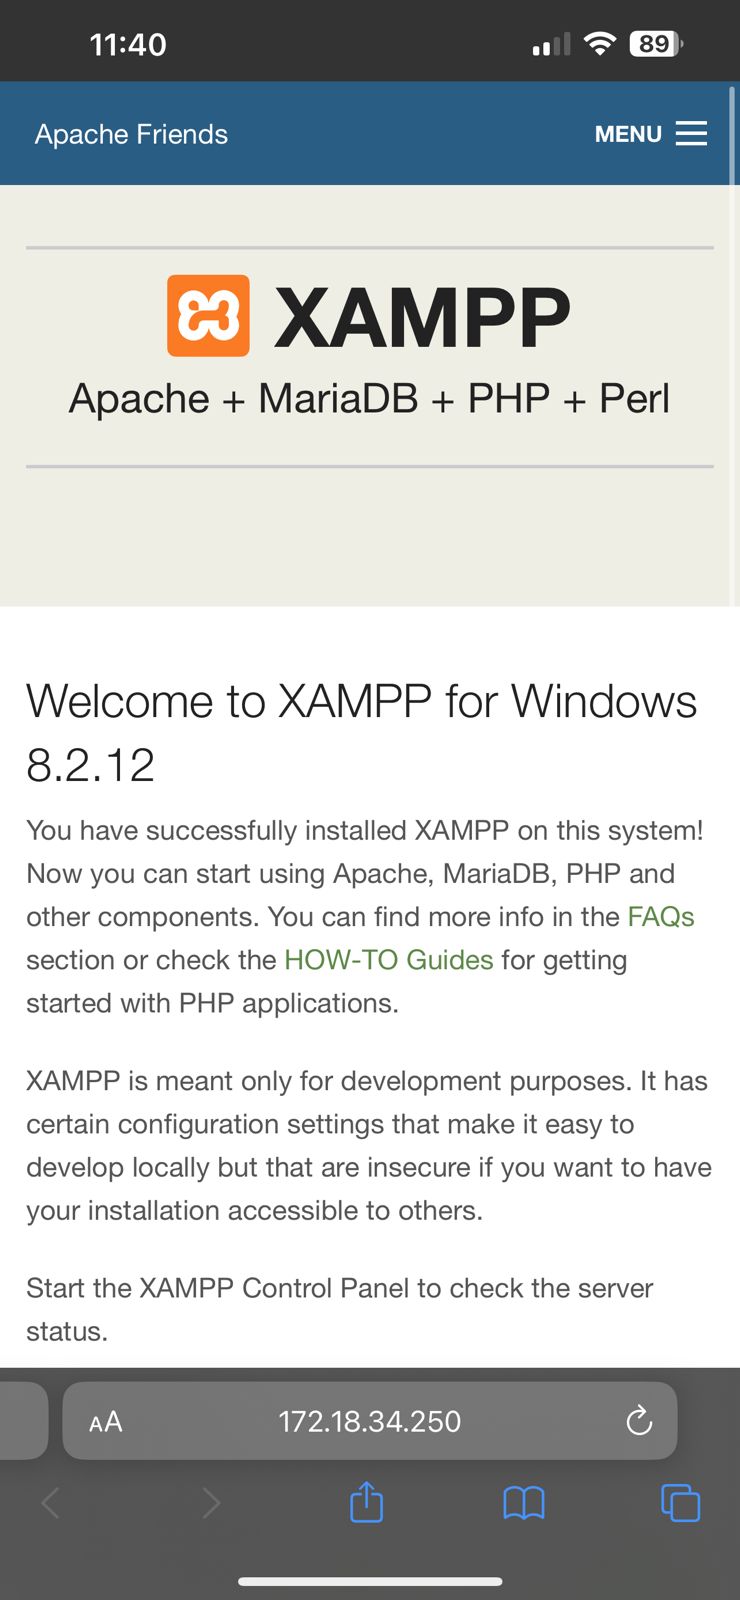 11:40
89
Apache Friends
MENU
XAMPP
Apache + MariaDB + PHP + Perl
Welcome to XAMPP for Windows
8.2.12
You have successfully installed XAMPP on this system!
Now you can start using Apache, MariaDB, PHP and
other components. You can find more info in the FAQs
section or check the HOW-TO Guides for getting
started with PHP applications.
XAMPP is meant only for development purposes. It has
certain configuration settings that make it easy to
develop locally but that are insecure if you want to have
your installation accessible to others.
Start the XAMPP Control Panel to check the server
status.
AA
172.18.34.250